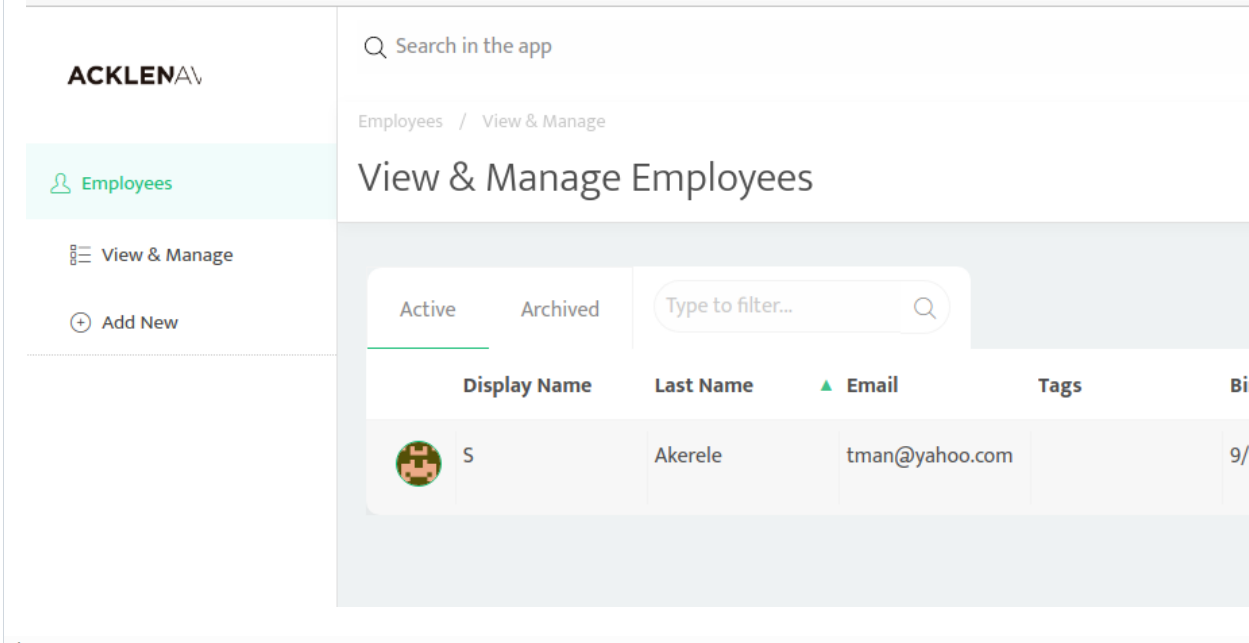 Search in the app
ACKLENAV
Employees / View & Manage
View & Manage Employees
Employees
View & Manage
Add New
Active Archived Type to filter...
Display Name Last Name Email Tags
S Akerele tman@yahoo.com 9/